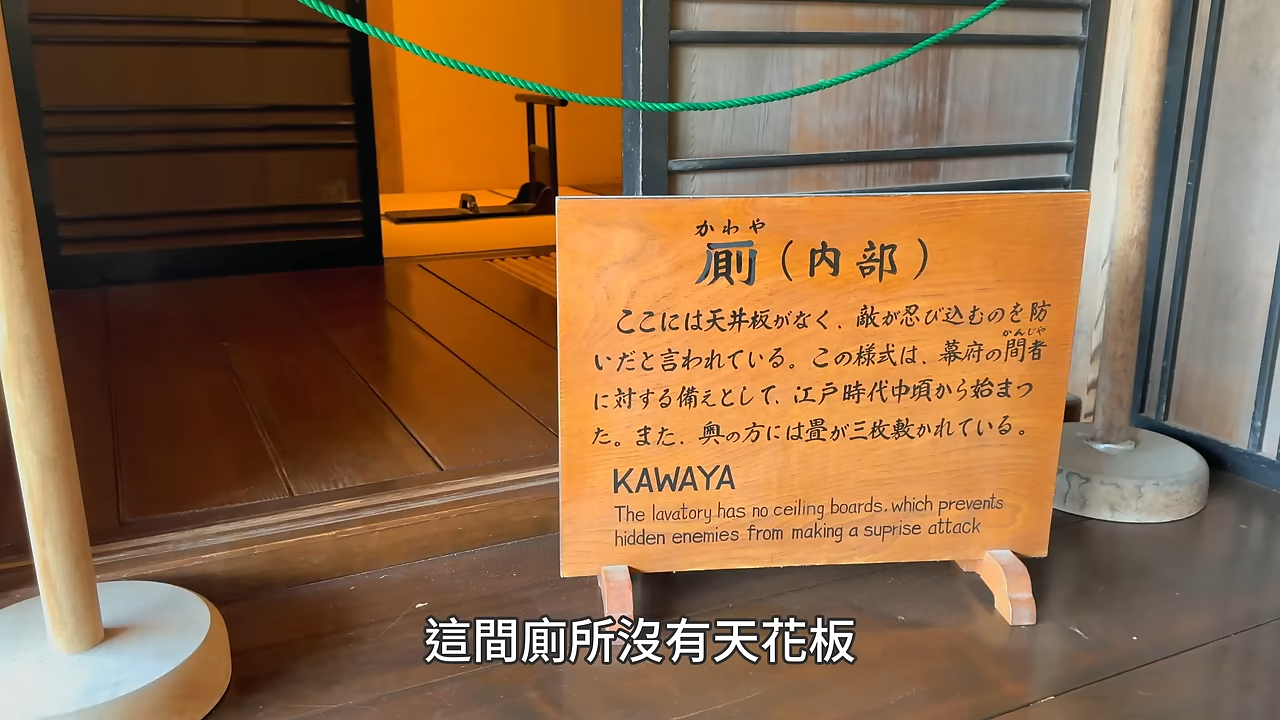 かわや
厠（内部）
ここには天井板がなく、敵が忍び込むのを防
かんじゃ
いだと言われている。この様式は、幕府の間者
に対する備えとして、江戸時代中頃から始まっ
た。また、奥の方には畳が三枚敷かれている。
KAWAYA
The lavatory has no ceiling boards. which prevents
hidden enemies from making a suprise attack
這間廁所沒有天花板